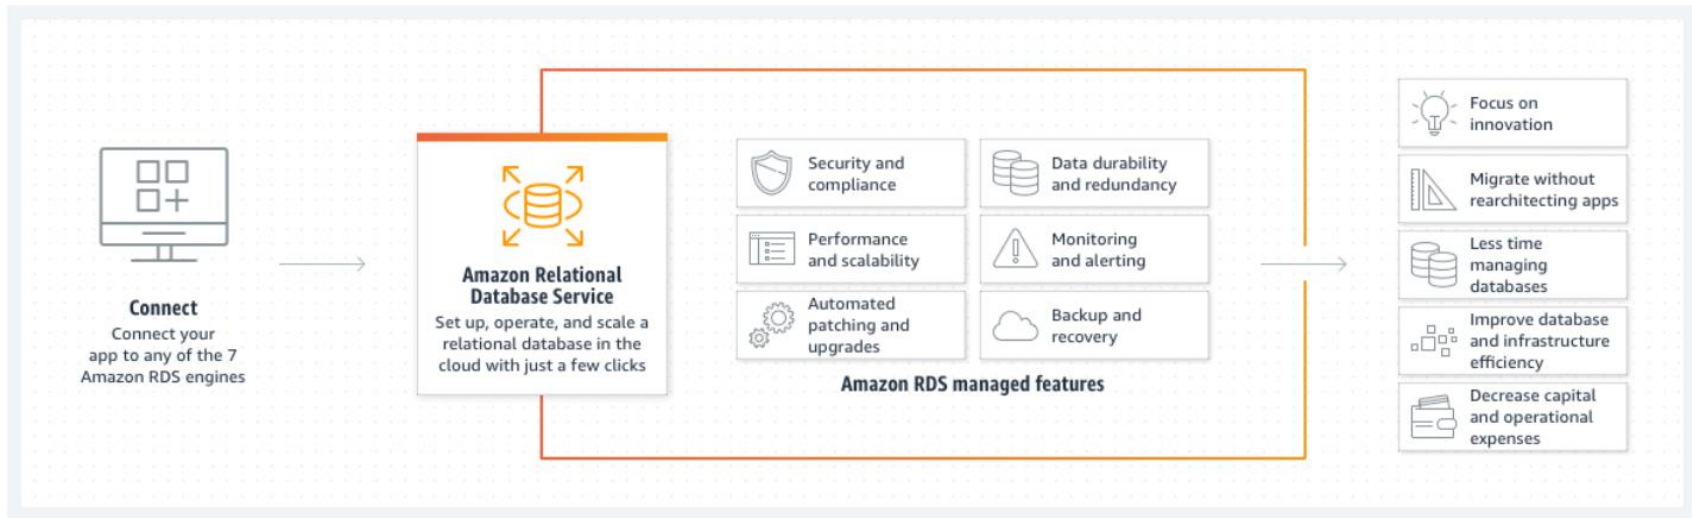 Connect
Connect your
app to any of the 7
Amazon RDS engines
Amazon Relational
Database Service
Set up, operate, and scale a
relational database in the
cloud with just a few clicks
Security and
compliance
Data durability
and redundancy
Performance
and scalability
Monitoring
and alerting
Automated
patching and
upgrades
Backup and
recovery
Amazon RDS managed features
Focus on
innovation
Migrate without
rearchitecting apps
Less time
managing
databases
Improve database
and infrastructure
efficiency
Decrease capital
and operational
expenses